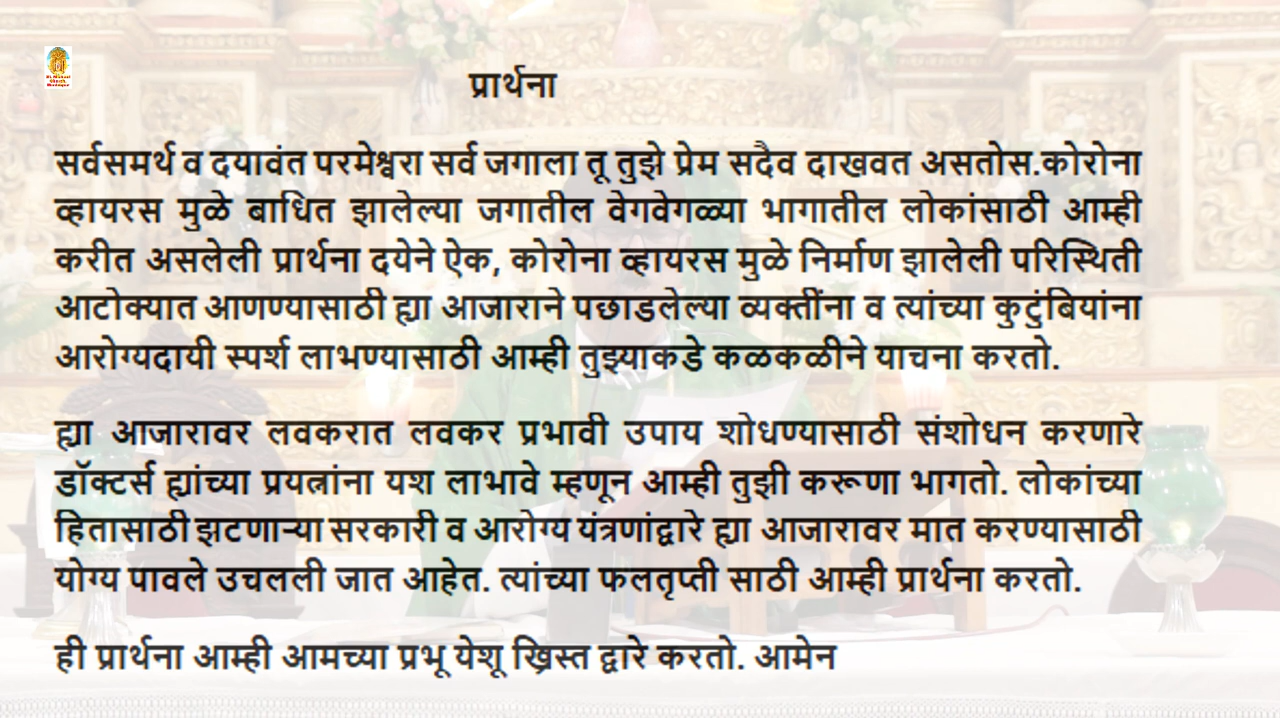 प्रार्थना
सर्वसमर्थ व दयावंत परमेश्वरा सर्व जगाला तू तुझे प्रेम सदैव दाखवत असतोस.कोरोना
व्हायरस मुळे बाधित झालेल्या जगातील वेगवेगळ्या भागातील लोकांसाठी आम्ही
करीत असलेली प्रार्थना दयेने ऐक, कोरोना व्हायरस मुळे निर्माण झालेली परिस्थिती
आटोक्यात आणण्यासाठी ह्या आजाराने पछाडलेल्या व्यक्तींना व त्यांच्या कुटुंबियांना
आरोग्यदायी स्पर्श लाभण्यासाठी आम्ही तुझ्याकडे कळकळीने याचना करतो.
ह्या आजारावर लवकरात लवकर प्रभावी उपाय शोधण्यासाठी संशोधन करणारे
डॉक्टर्स ह्यांच्या प्रयत्नांना यश लाभावे म्हणून आम्ही तुझी करूणा भागतो. लोकांच्या
हितासाठी झटणाऱ्या सरकारी व आरोग्य यंत्रणांद्वारे ह्या आजारावर मात करण्यासाठी
योग्य पावले उचलली जात आहेत. त्यांच्या फलतृप्ती साठी आम्ही प्रार्थना करतो.
ही प्रार्थना आम्ही आमच्या प्रभू येशू ख्रिस्त द्वारे करतो. आमेन